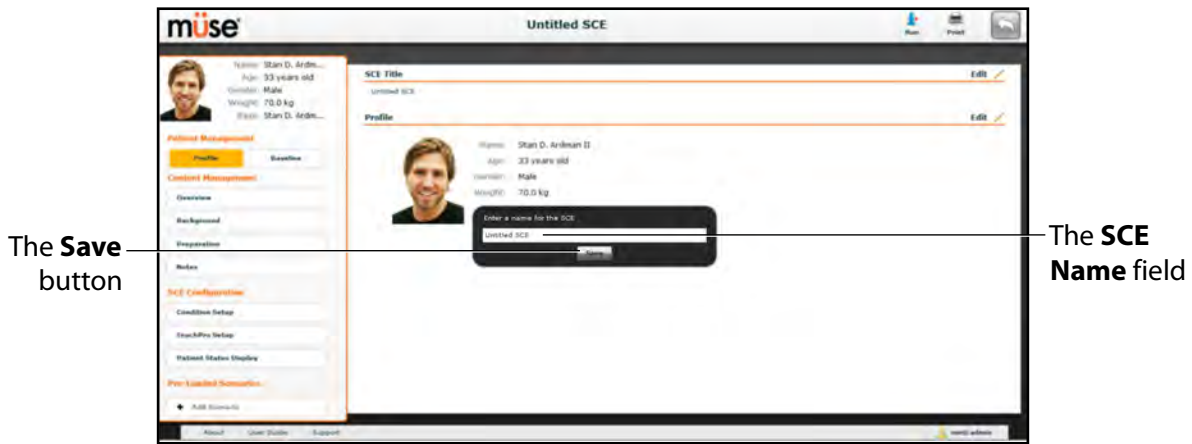 müse
Untitled SCE
Run
Print
Name: Stan D. Ardm...
Age: 33 years old
Gender: Male
Weight: 70.0 kg
Base: Stan D. Ardm...
Patient Management
Profile
Baseline
Content Management
Overview
Background
Preparation
Notes
SCE Configuration
Condition Setup
TouchPro Setup
Patient Status Display
Pre-Loaded Scenarios
Add Scenario
SCE Title
Edit
Untitled SCE
Profile
Edit
Name: Stan D. Ardman II
Age: 33 years old
Gender: Male
Weight: 70.0 kg
Enter a name for the SCE
Untitled SCE
Save
The Save
button
The SCE
Name field
About
User Guide
Support